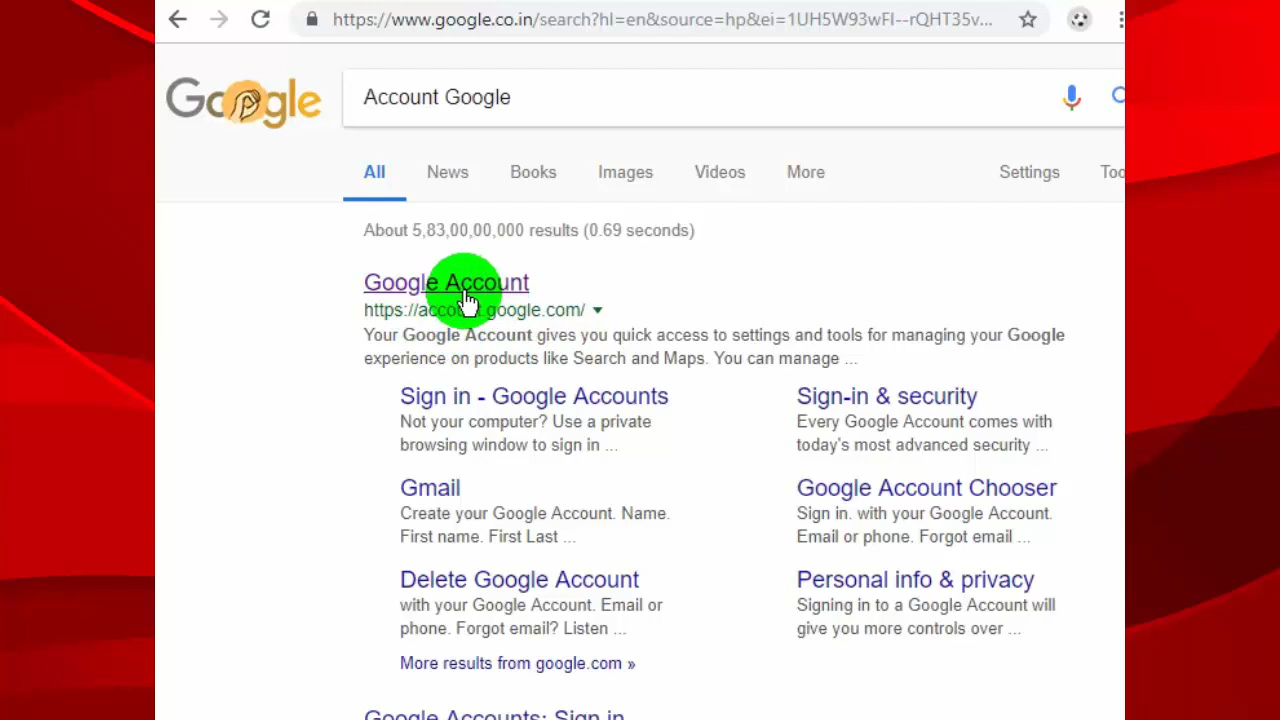 https://www.google.co.in/search?hl=en&source=hp&ei=1UH5W93wFI--rQHT35v...
Google
Account Google
All News Books Images Videos More Settings Too
About 5,83,00,00,000 results (0.69 seconds)
Google Account
https://account.google.com/
Your Google Account gives you quick access to settings and tools for managing your Google
experience on products like Search and Maps. You can manage ...
Sign in - Google Accounts
Not your computer? Use a private
browsing window to sign in ...
Sign-in & security
Every Google Account comes with
today's most advanced security ...
Gmail
Create your Google Account. Name.
First name. First Last ...
Google Account Chooser
Sign in. with your Google Account.
Email or phone. Forgot email ...
Delete Google Account
with your Google Account. Email or
phone. Forgot email? Listen ...
Personal info & privacy
Signing in to a Google Account will
give you more controls over ...
More results from google.com »
Google Accounts: Sign in